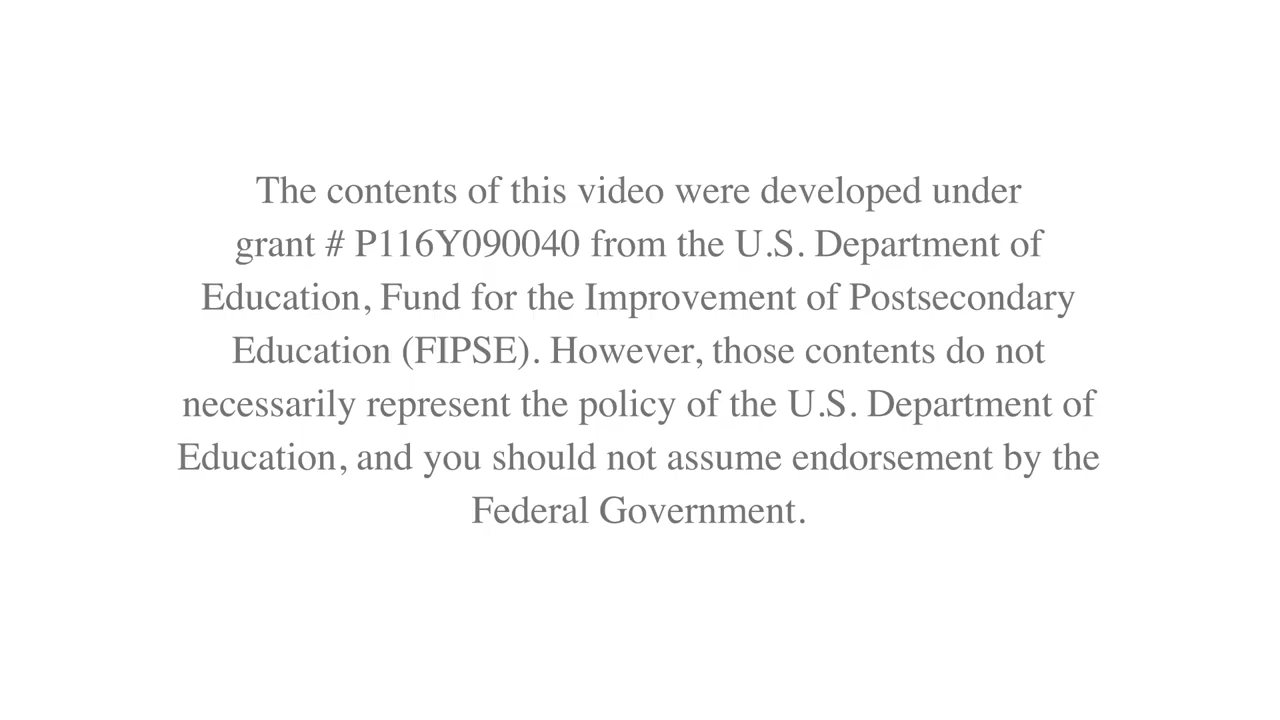 The contents of this video were developed under
grant # P116Y090040 from the U.S. Department of
Education, Fund for the Improvement of Postsecondary
Education (FIPSE). However, those contents do not
necessarily represent the policy of the U.S. Department of
Education, and you should not assume endorsement by the
Federal Government.